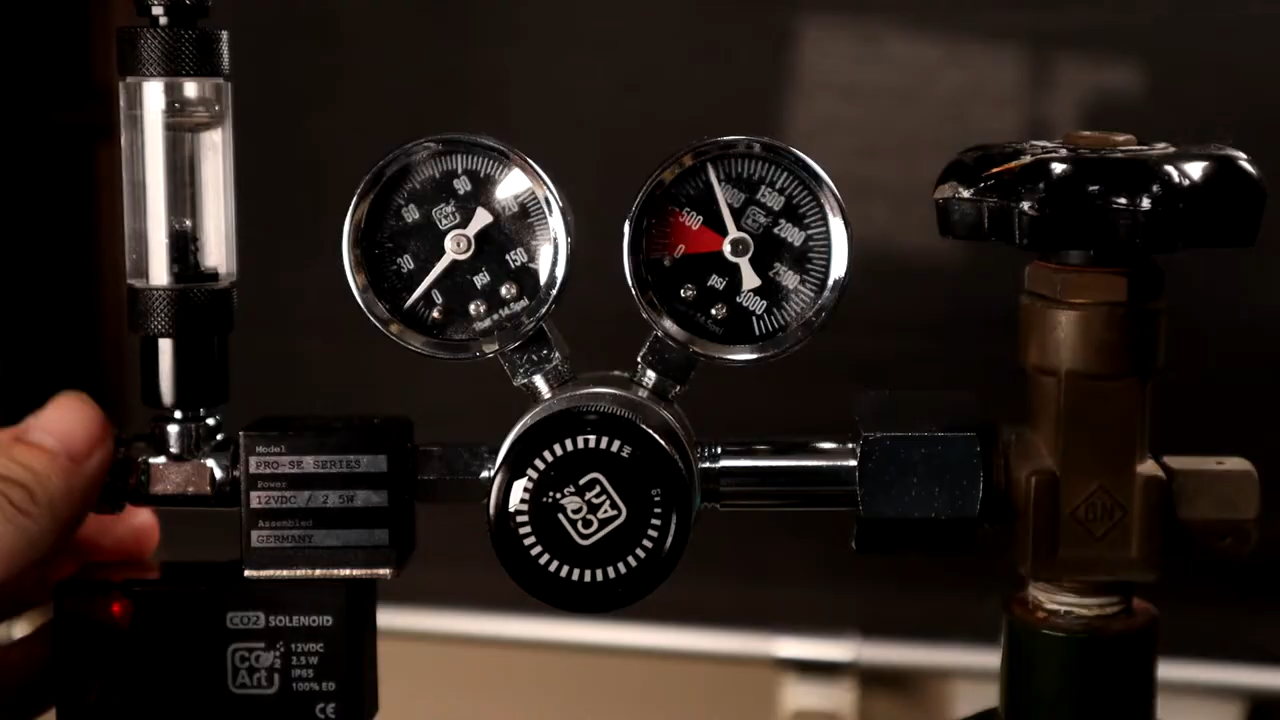 90
60
30
0
150
psi
CO2
Art
1500
500
2000
0
2500
3000
psi
CO2
Art
Model
PRO-SE SERIES
Power
12VDC / 2.5W
Assembled
GERMANY
CO2
Art
B.N
CO2 SOLENOID
CO2
Art
12VDC
2.5 W
IP65
100% ED
CE